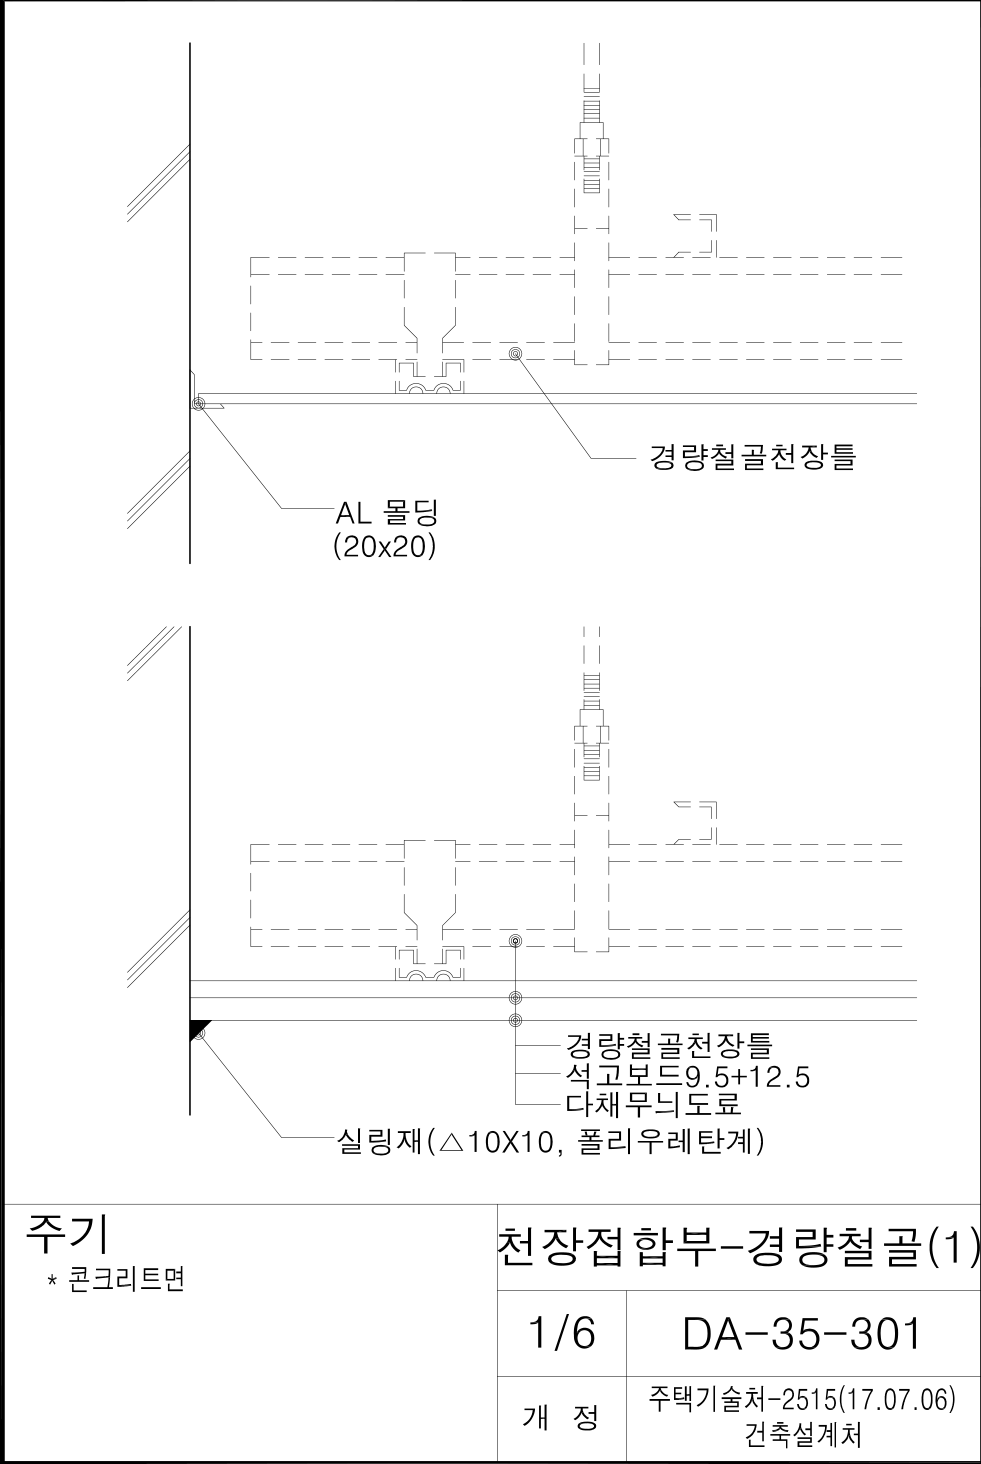 경량철골천장틀
AL 몰딩
(20x20)
경량철골천장틀
석고보드9.5+12.5
다채무늬도료
실링재(△10X10, 폴리우레탄계)
주기
* 콘크리트면
천장접합부-경량철골(1)
1/6
DA-35-301
개 정
주택기술처-2515(17.07.06)
건축설계처